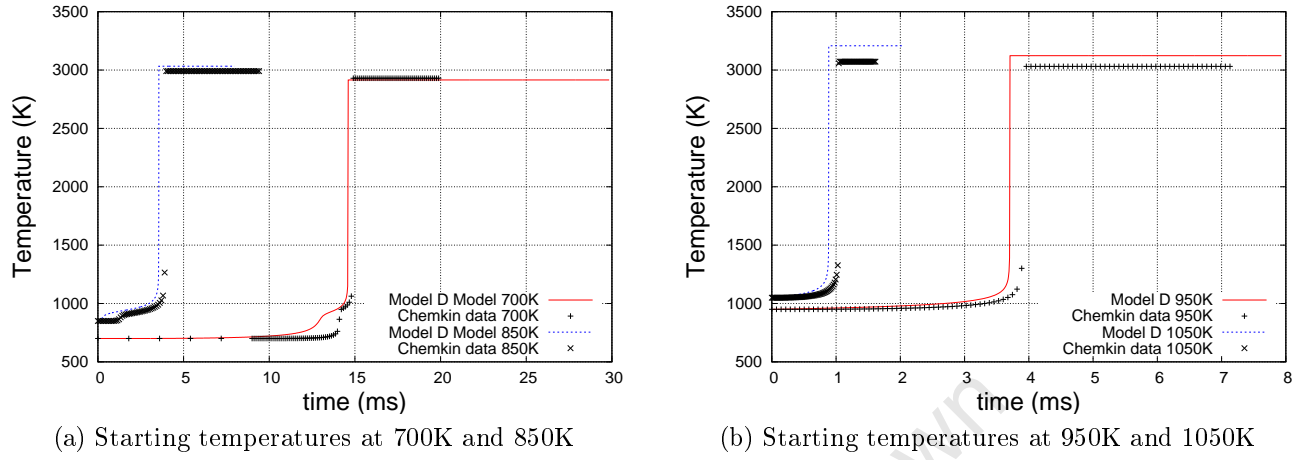 3500
3000
2500
2000
1500
1000
500
0 5 10 15 20 25 30
Temperature (K)
time (ms)
Model D Model 700K
Chemkin data 700K
Model D Model 850K
Chemkin data 850K
(a) Starting temperatures at 700K and 850K
3500
3000
2500
2000
1500
1000
500
0 1 2 3 4 5 6 7 8
Temperature (K)
time (ms)
Model D 950K
Chemkin data 950K
Model D 1050K
Chemkin data 1050K
(b) Starting temperatures at 950K and 1050K